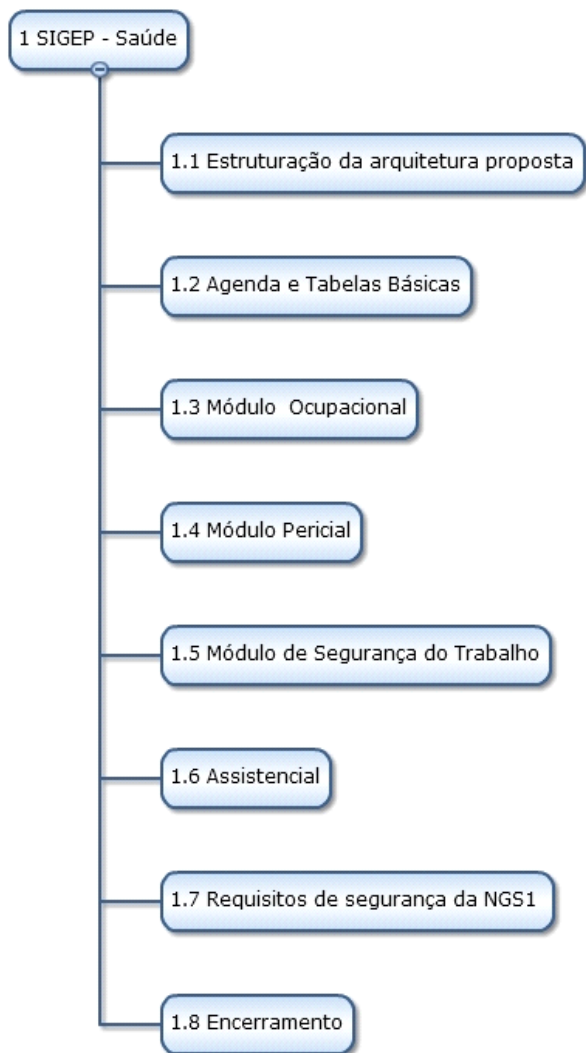 1 SIGEP - Saúde
1.1 Estruturação da arquitetura proposta
1.2 Agenda e Tabelas Básicas
1.3 Módulo  Ocupacional
1.4 Módulo Pericial
1.5 Módulo de Segurança do Trabalho
1.6 Assistencial
1.7 Requisitos de segurança da NGS1
1.8 Encerramento